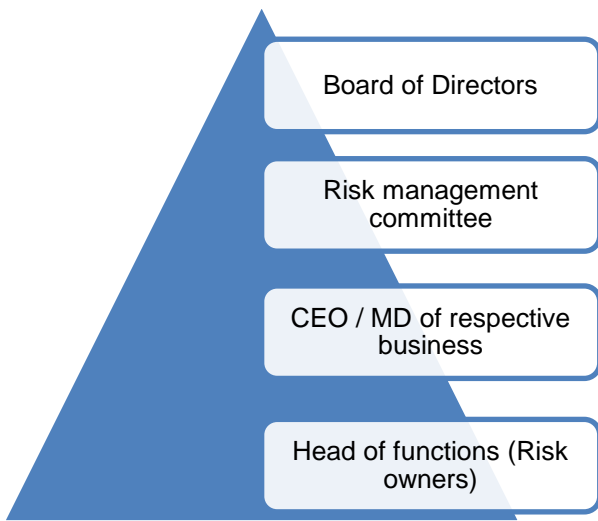 Board of Directors
Risk management
committee
CEO / MD of respective
business
Head of functions (Risk
owners)